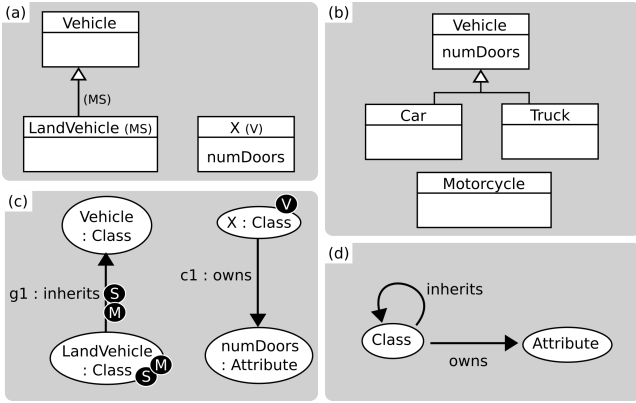 (a)
Vehicle
(MS)
LandVehicle (MS)
X (V)
numDoors
(b)
Vehicle
numDoors
Car
Truck
Motorcycle
(c)
Vehicle
: Class
g1 : inherits
S
M
LandVehicle
: Class
S
M
V
X : Class
c1 : owns
numDoors
: Attribute
(d)
inherits
Class
owns
Attribute